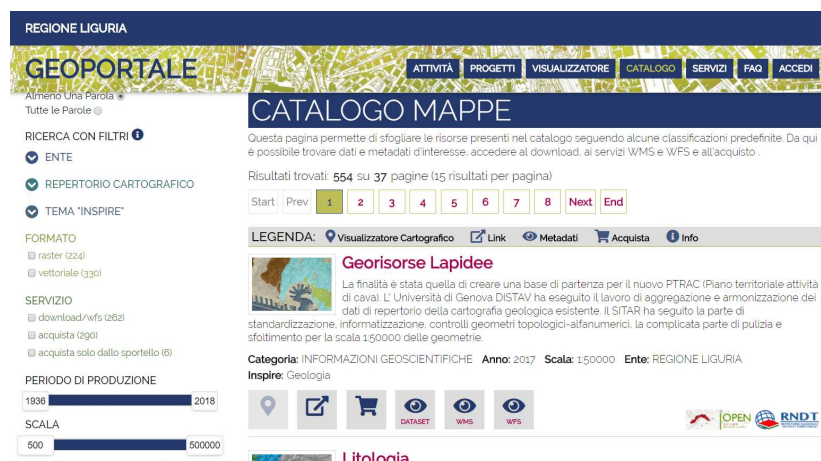 REGIONE LIGURIA
GEOPORTALE
ATTIVITÀ PROGETTI VISUALIZZATORE CATALOGO SERVIZI FAQ ACCEDI
Almeno Una Parola
Tutte le Parole
RICERCA CON FILTRI
ENTE
REPERTORIO CARTOGRAFICO
TEMA "INSPIRE"
FORMATO
raster (224)
vettoriale (330)
SERVIZIO
download/wfs (262)
acquista (290)
acquista solo dallo sportello (6)
PERIODO DI PRODUZIONE
1936 2018
SCALA
500 500000
CATALOGO MAPPE
Questa pagina permette di sfogliare le risorse presenti nel catalogo seguendo alcune classificazioni predefinite. Da qui
è possibile trovare dati e metadati d'interesse, accedere al download, ai servizi WMS e WFS e all'acquisto .
Risultati trovati: 554 su 37 pagine (15 risultati per pagina)
Start Prev 1 2 3 4 5 6 7 8 Next End
LEGENDA: Visualizzatore Cartografico Link Metadati Acquista Info
Georisorse Lapidee
La finalità è stata quella di creare una base di partenza per il nuovo PTRAC (Piano territoriale attività
di cava). L' Università di Genova DISTAV ha eseguito il lavoro di aggregazione e armonizzazione dei
dati di repertorio della cartografia geologica esistente. Il SITAR ha seguito la parte di
standardizzazione, informatizzazione, controlli geometri topologici-alfanumerici, la complicata parte di pulizia e
sfoltimento per la scala 1:50000 delle geometrie.
Categoria: INFORMAZIONI GEOSCIENTIFICHE Anno: 2017 Scala: 1:50000 Ente: REGIONE LIGURIA
Inspire: Geologia
DATASET WMS WFS
OPEN RNDT
Litologia